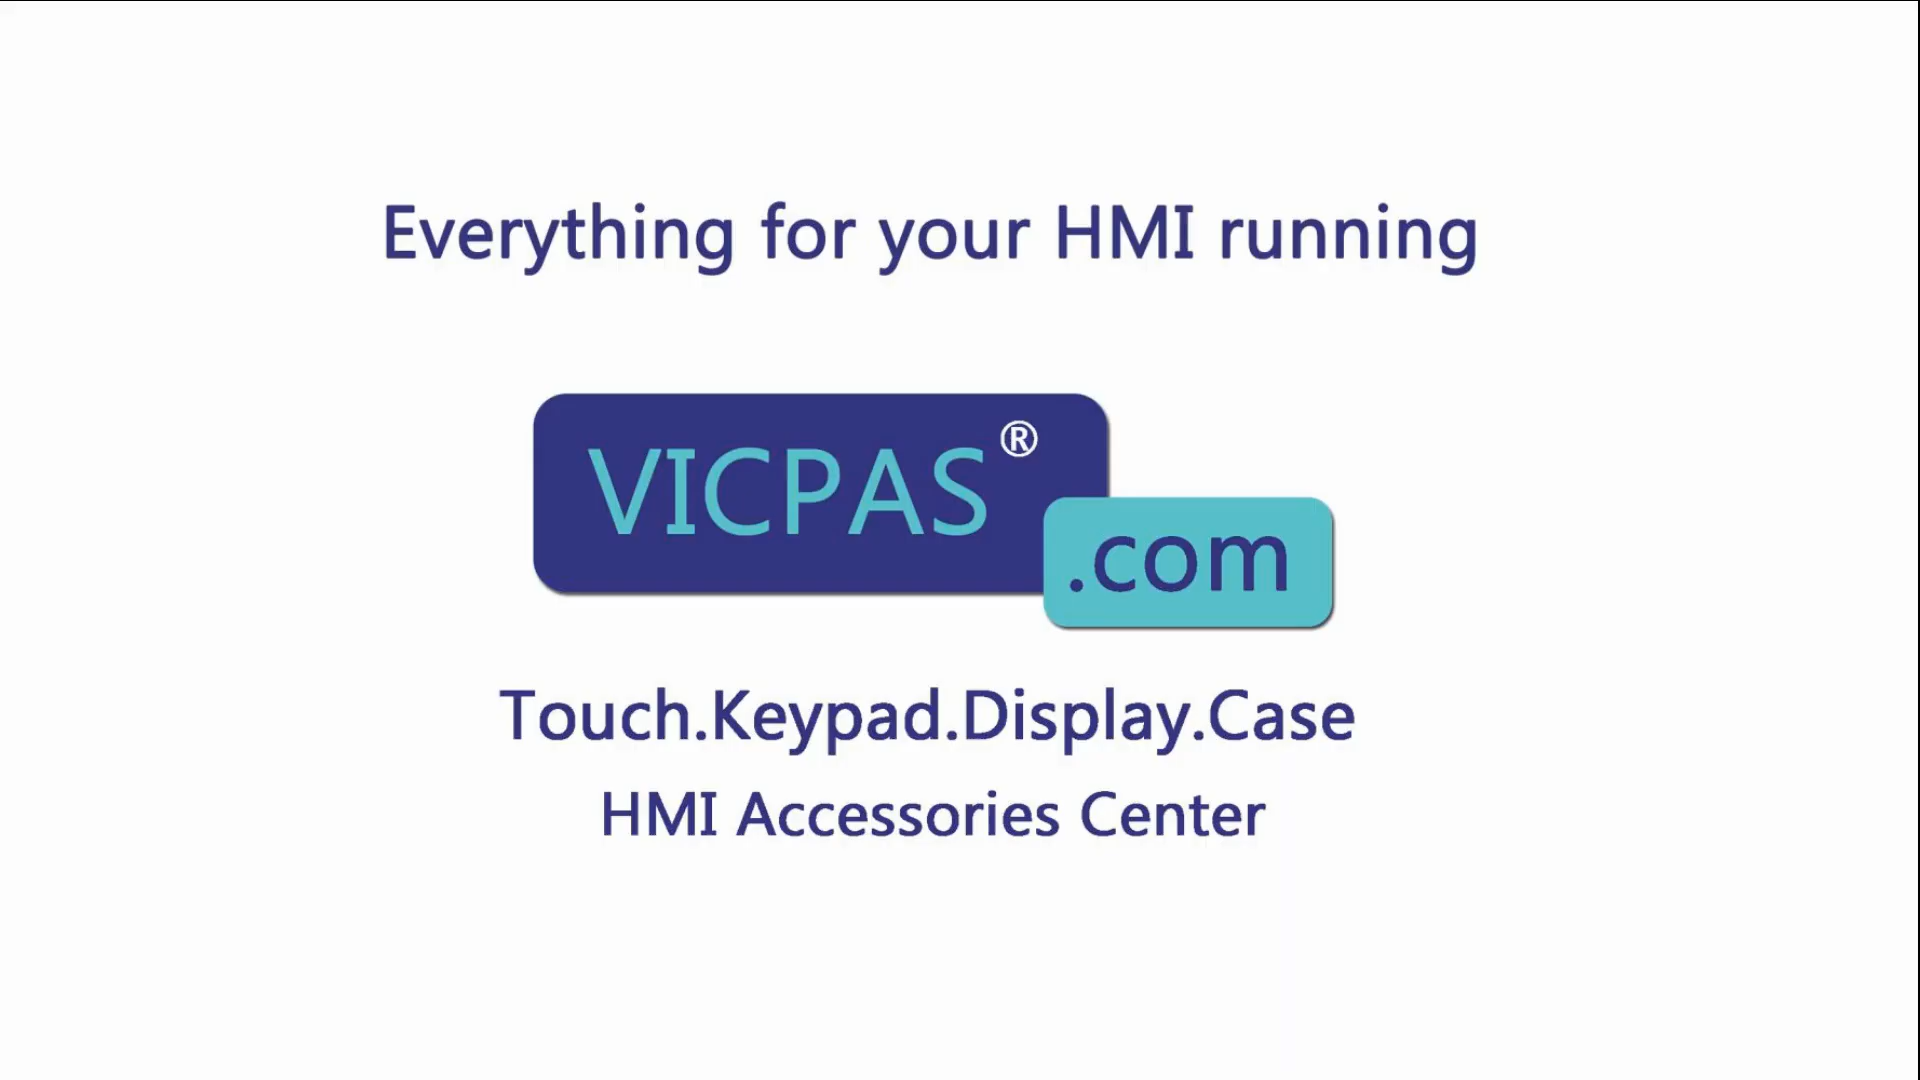 Everything for your HMI running
VICPAS®
.com
Touch.Keypad.Display.Case
HMI Accessories Center